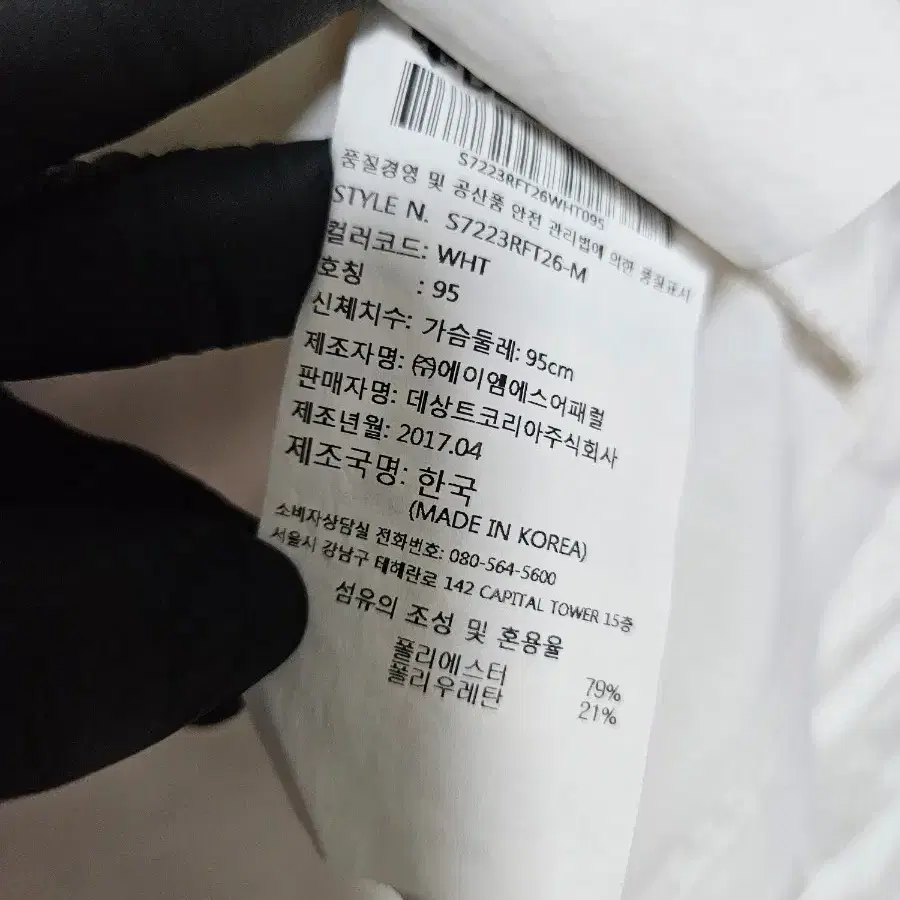 S7223RFT26WHT095
품질경영 및 공산품 안전 관리법에 의한 품질표시
STYLE N. S7223RFT26-M
컬러코드: WHT
호칭 : 95
신체치수: 가슴둘레: 95cm
제조자명: ㈜에이엠에스어패럴
판매자명: 데상트코리아주식회사
제조년월: 2017.04
제조국명: 한국
(MADE IN KOREA)
소비자상담실 전화번호: 080-564-5600
서울시 강남구 테헤란로 142 CAPITAL TOWER 15층
섬유의 조성 및 혼용율
폴리에스터 79%
폴리우레탄 21%